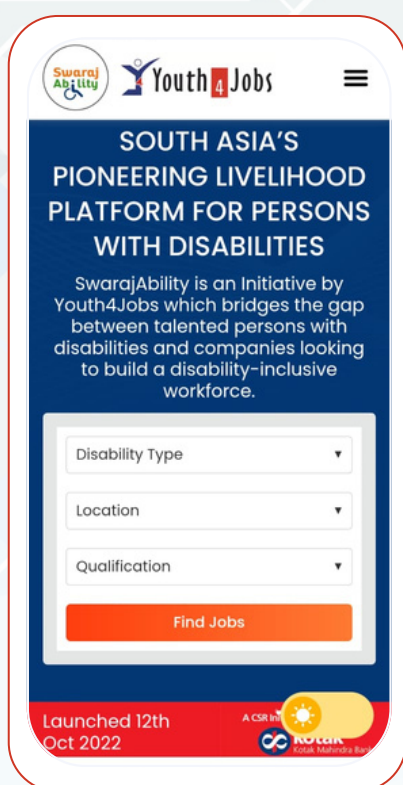 Swaraj
Ability
Youth4Jobs
SOUTH ASIA'S
PIONEERING LIVELIHOOD
PLATFORM FOR PERSONS
WITH DISABILITIES
SwarajAbility is an Initiative by
Youth4Jobs which bridges the gap
between talented persons with
disabilities and companies looking
to build a disability-inclusive
workforce.
Disability Type
Location
Qualification
Find Jobs
Launched 12th
Oct 2022
A CSR
kotak
Kotak Mahindra Bank